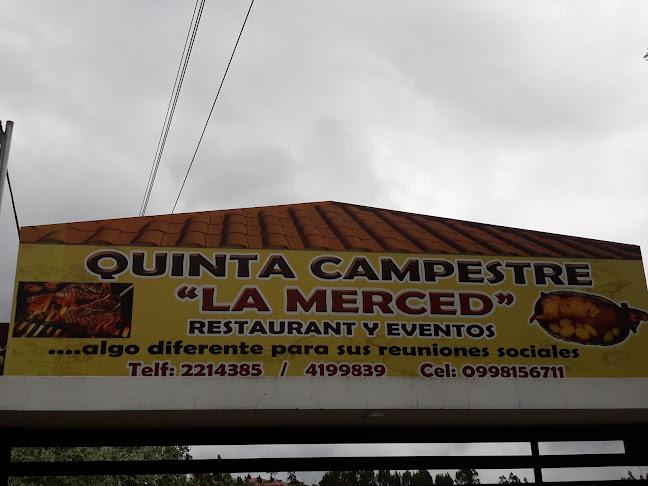 QUINTA CAMPESTRE
"LA MERCED"
RESTAURANT Y EVENTOS
.....algo diferente para sus reuniones sociales
Telf: 2214385 / 4199839 Cel: 0998156711